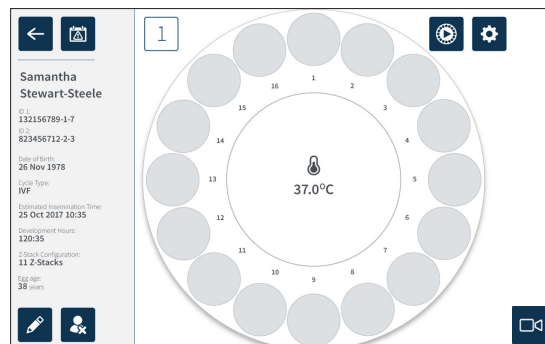 Samantha
Stewart-Steele
ID 1:
132156789-1-7
ID 2:
823456712-2-3
Date of Birth:
26 Nov 1978
Cycle Type:
IVF
Estimated Insemination Time:
25 Oct 2017 10:35
Development Hours:
120:35
Z-Stack Configuration:
11 Z-Stacks
Egg age:
38 years
1
1
2
3
4
5
6
7
8
9
10
11
12
13
14
15
16
37.0°C